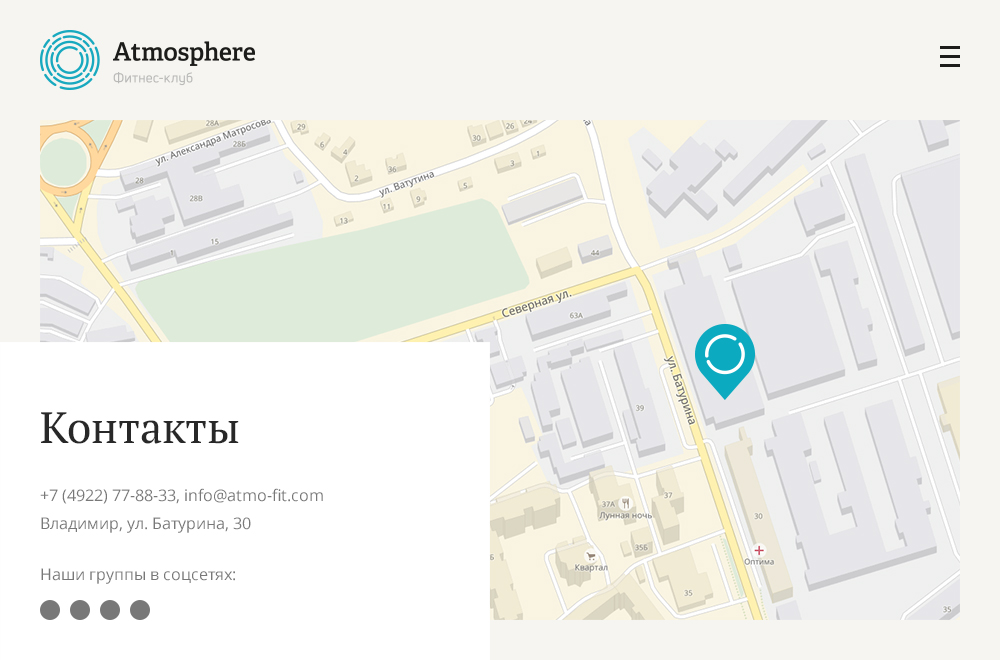 Atmosphere
Фитнес-клуб
28А
ул. Александра Матросова
28Б
29
6
4
2
36
30
26
24
3
1
28
28В
ул. Ватутина
5
9
11
13
15
44
Северная ул.
63А
39
ул. Батурина
37А
37
Лунная ночь
30
35Б
Квартал
Оптима
35
35
Контакты
+7 (4922) 77-88-33, info@atmo-fit.com
Владимир, ул. Батурина, 30
Наши группы в соцсетях: